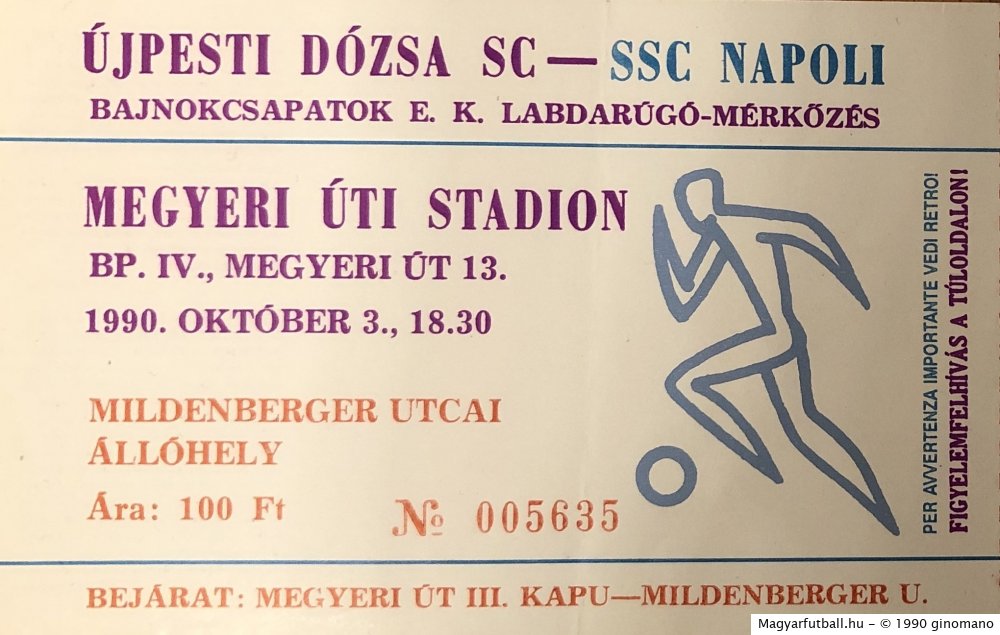 ÚJPESTI DÓZSA SC — SSC NAPOLI
BAJNOKCSAPATOK E. K. LABDARÚGÓ-MÉRKŐZÉS
MEGYERI ÚTI STADION
BP. IV., MEGYERI ÚT 13.
1990. OKTÓBER 3., 18.30
MILDENBERGER UTCAI
ÁLLÓHELY
Ára: 100 Ft
№ 005635
PER AVVERTENZA IMPORTANTE VEDI RETRO!
FIGYELEMFELHÍVÁS A TÚLOLDALON!
BEJÁRAT: MEGYERI ÚT III. KAPU—MILDENBERGER U.
Magyarfutball.hu – © 1990 ginomano